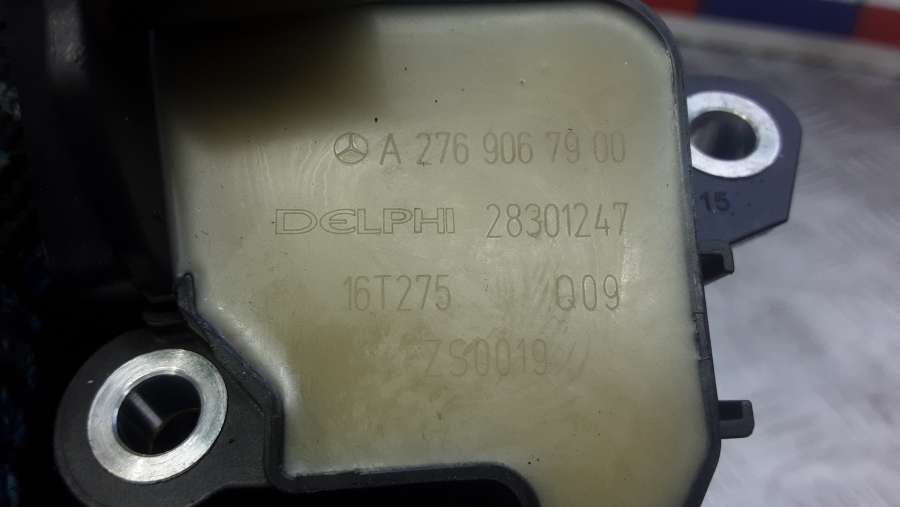 A 276 906 79 00
DELPHI 28301247
15
16T275 Q09
ZS0019